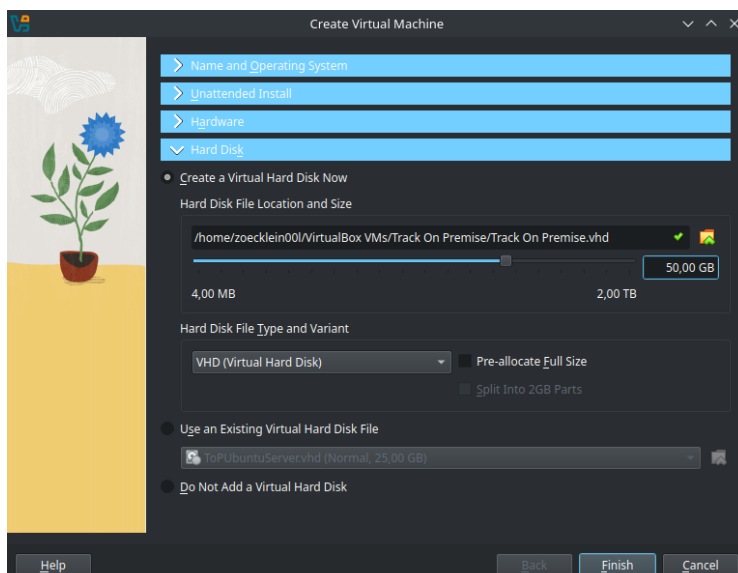 Create Virtual Machine
Name and Operating System
Unattended Install
Hardware
Hard Disk
Create a Virtual Hard Disk Now
Hard Disk File Location and Size
/home/zoecklein00l/VirtualBox VMs/Track On Premise/Track On Premise.vhd
50,00 GB
4,00 MB 2,00 TB
Hard Disk File Type and Variant
VHD (Virtual Hard Disk) Pre-allocate Full Size
Split Into 2GB Parts
Use an Existing Virtual Hard Disk File
ToPUbuntuServer.vhd (Normal, 25,00 GB)
Do Not Add a Virtual Hard Disk
Help Back Finish Cancel